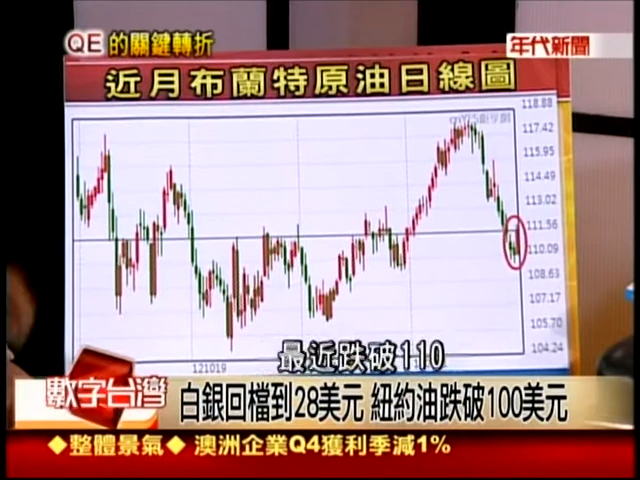 QE的關鍵轉折
年代新聞
近月布蘭特原油日線圖
118.88
117.42
115.95
114.49
113.02
111.56
110.09
108.63
107.17
105.70
104.24
121019
最近跌破110
數字台灣
白銀回檔到28美元 紐約油跌破100美元
◆整體景氣◆ 澳洲企業Q4獲利季減1%